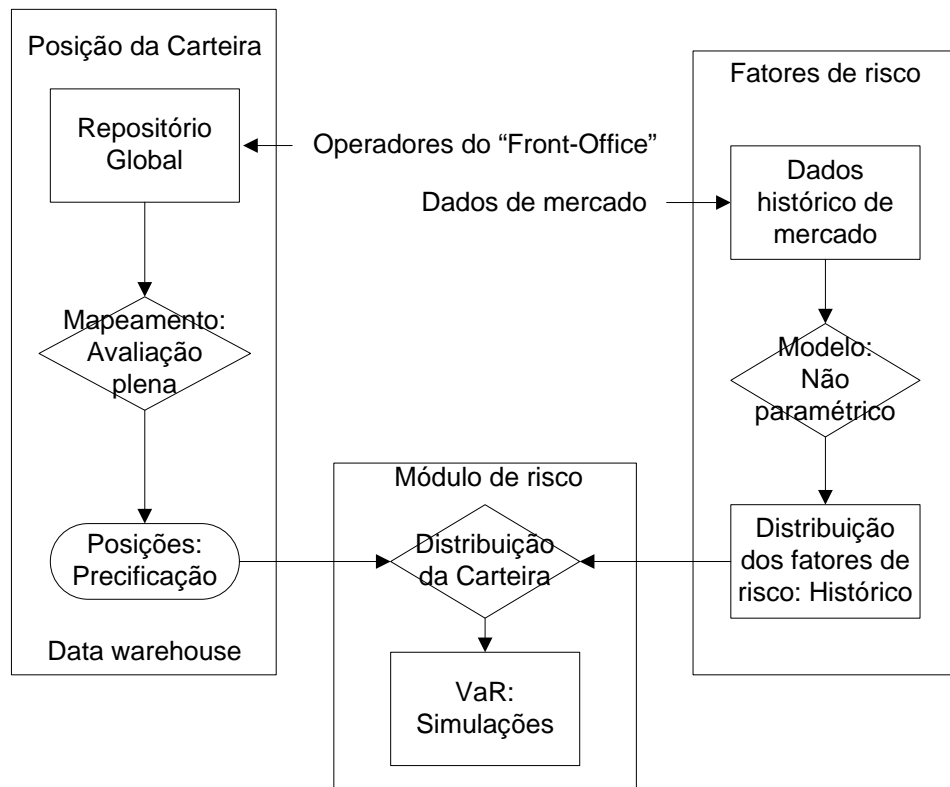 Posição da Carteira
Repositório
Global
Mapeamento:
Avaliação
plena
Posições:
Precificação
Data warehouse
Operadores do “Front-Office”
Dados de mercado
Fatores de risco
Dados
histórico de
mercado
Modelo:
Não
paramétrico
Distribuição
dos fatores de
risco: Histórico
Módulo de risco
Distribuição
da Carteira
VaR:
Simulações